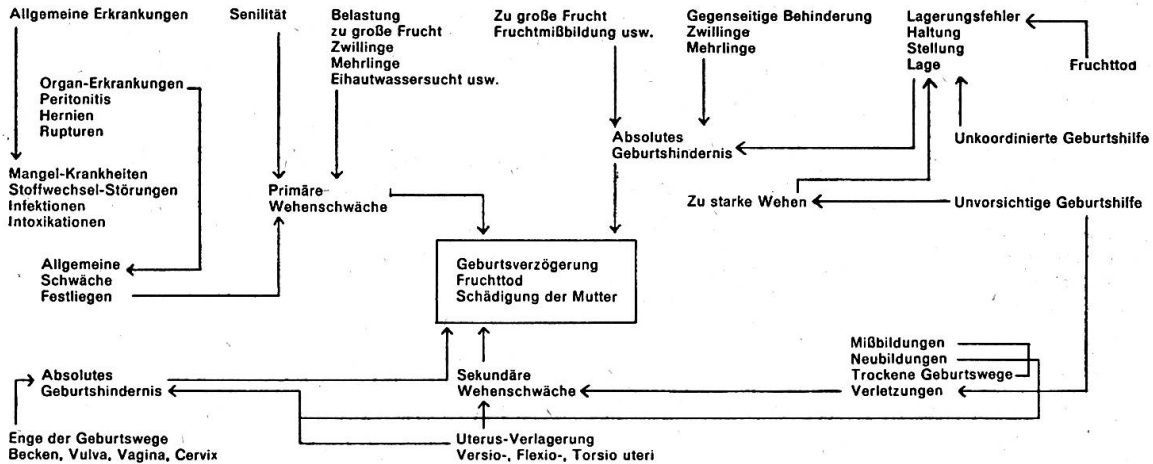 Allgemeine Erkrankungen
Senilität
Belastung
zu große Frucht
Zwillinge
Mehrlinge
Eihautwassersucht usw.
Zu große Frucht
Fruchtmißbildung usw.
Gegenseitige Behinderung
Zwillinge
Mehrlinge
Lagerungsfehler
Haltung
Stellung
Lage
Fruchttod
Organ-Erkrankungen
Peritonitis
Hernien
Rupturen
Absolutes
Geburtshindernis
Unkoordinierte Geburtshilfe
Mangel-Krankheiten
Stoffwechsel-Störungen
Infektionen
Intoxikationen
Primäre
Wehenschwäche
Zu starke Wehen
Unvorsichtige Geburtshilfe
Allgemeine
Schwäche
Festliegen
Geburtsverzögerung
Fruchttod
Schädigung der Mutter
Absolutes
Geburtshindernis
Sekundäre
Wehenschwäche
Mißbildungen
Neubildungen
Trockene Geburtswege
Verletzungen
Enge der Geburtswege
Becken, Vulva, Vagina, Cervix
Uterus-Verlagerung
Versio-, Flexio-, Torsio uteri